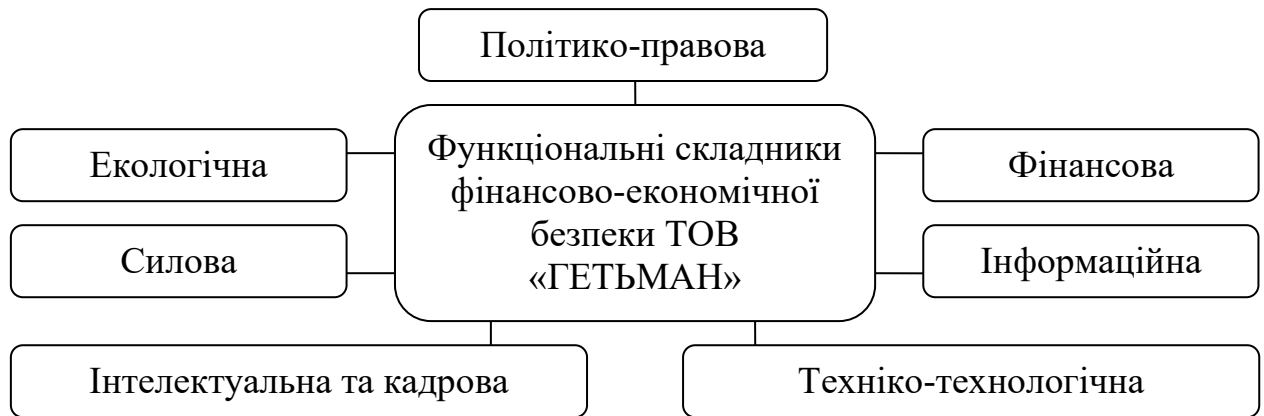 Політико-правова
Екологічна
Функціональні складники
фінансово-економічної
безпеки ТОВ
«ГЕТЬМАН»
Фінансова
Силова
Інформаційна
Інтелектуальна та кадрова
Техніко-технологічна